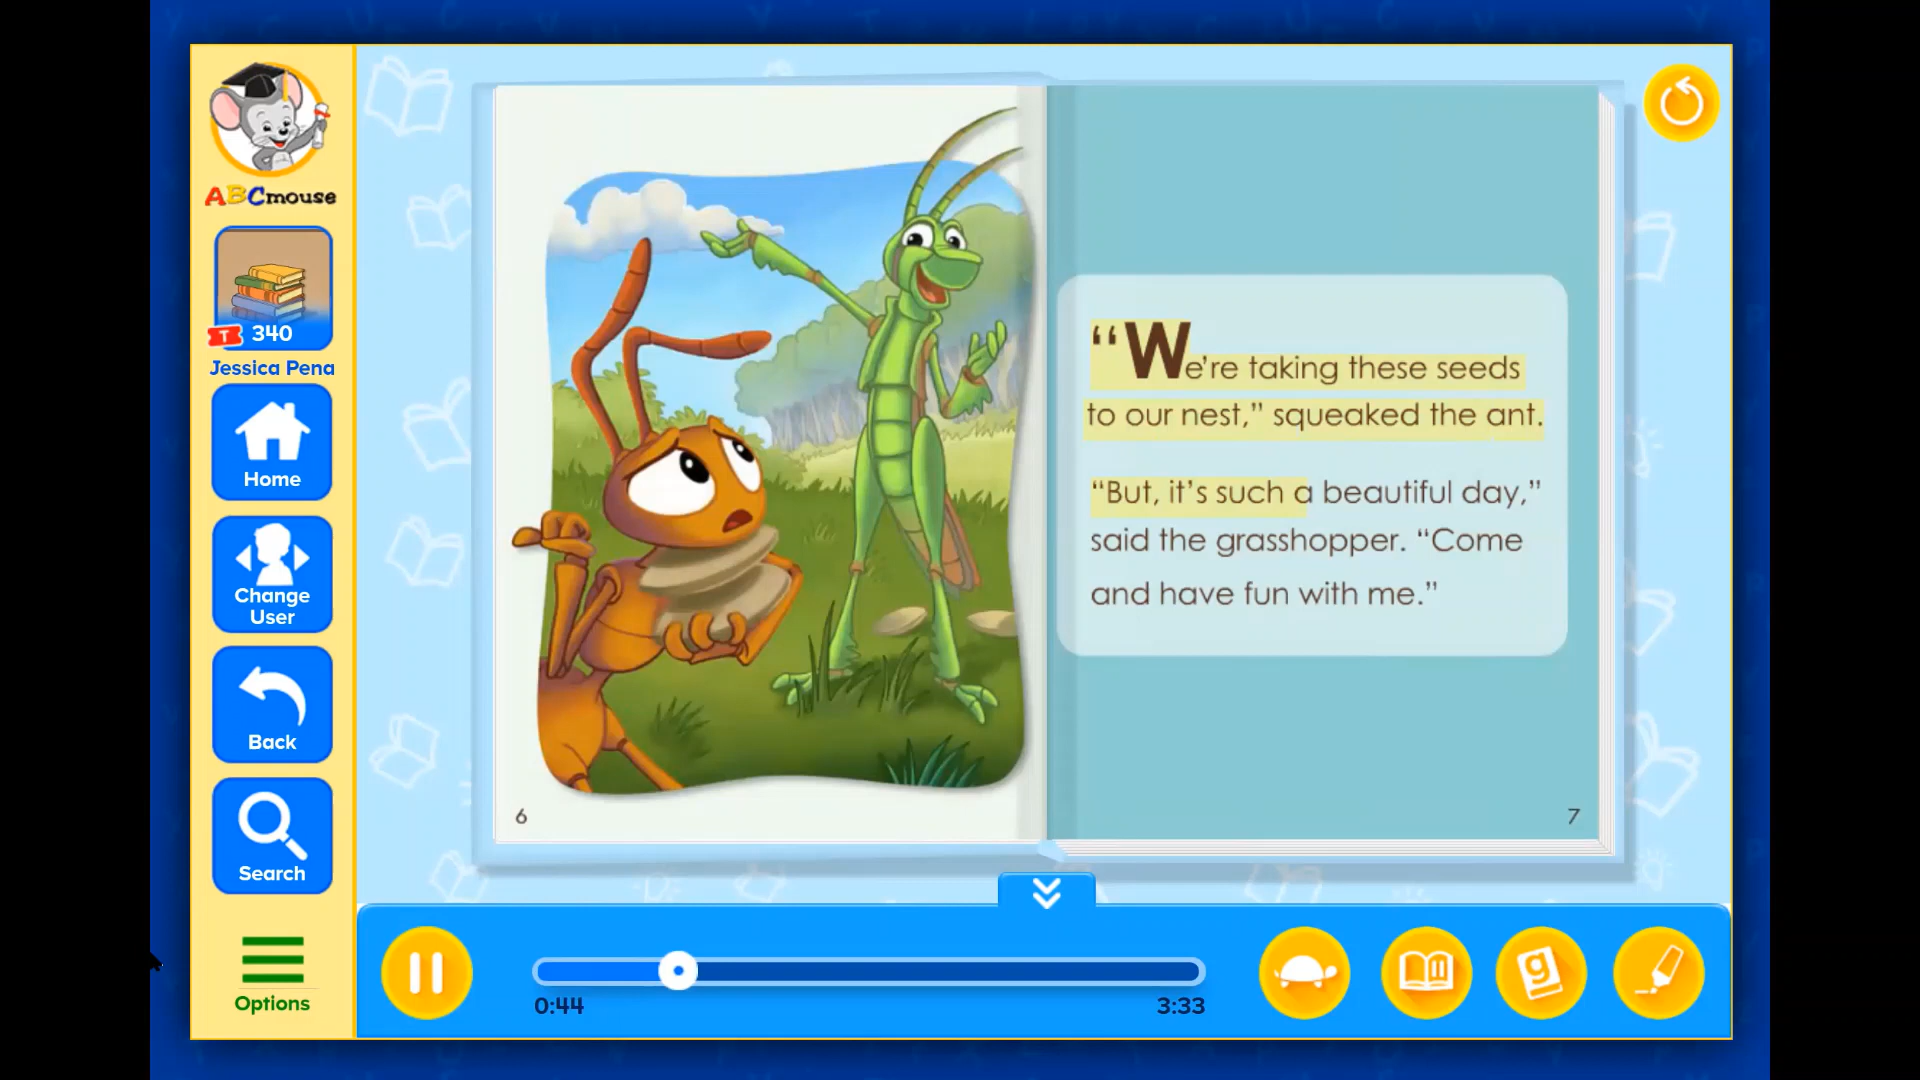 ABCmouse
T 340
Jessica Pena
Home
Change
User
Back
Search
Options
“We’re taking these seeds
to our nest,” squeaked the ant.
“But, it’s such a beautiful day,”
said the grasshopper. “Come
and have fun with me.”
6
7
0:44
3:33
g